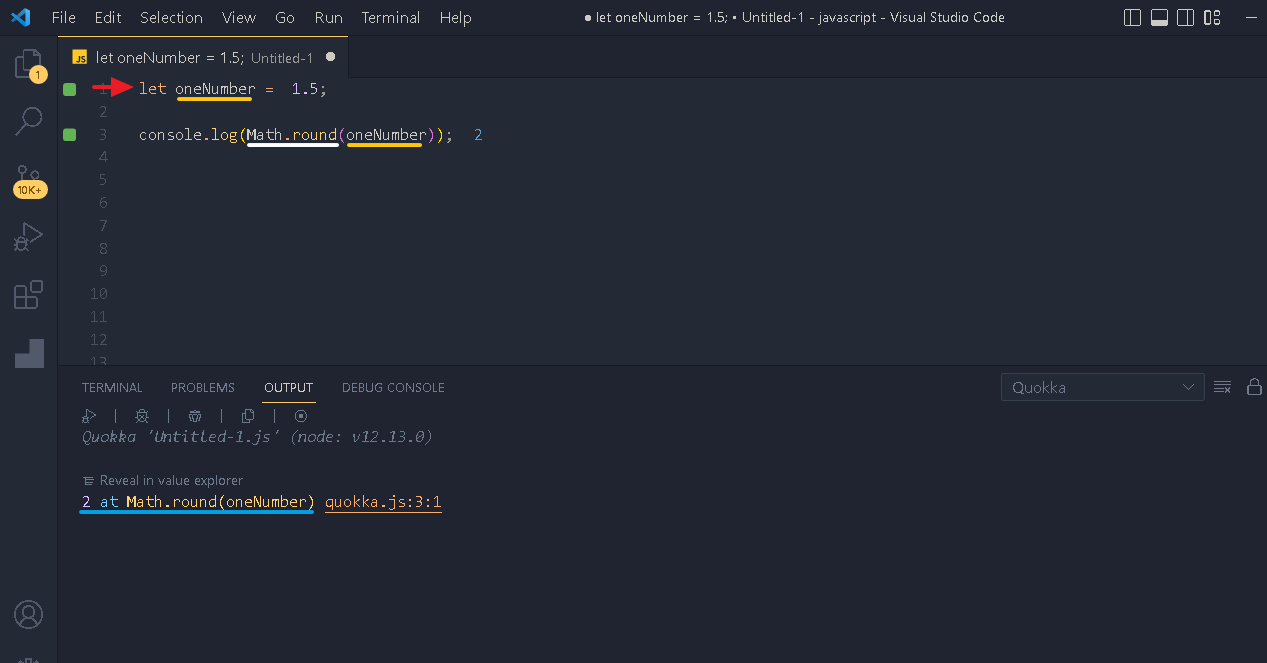 File Edit Selection View Go Run Terminal Help ● let oneNumber = 1.5; • Untitled-1 - javascript - Visual Studio Code
JS let oneNumber = 1.5; Untitled-1 ●
1
10K+
1 let oneNumber =  1.5;
2
3 console.log(Math.round(oneNumber)); 2
4
5
6
7
8
9
10
11
12
13
TERMINAL PROBLEMS OUTPUT DEBUG CONSOLE Quokka
Quokka 'Untitled-1.js' (node: v12.13.0)
Reveal in value explorer
2 at Math.round(oneNumber) quokka.js:3:1